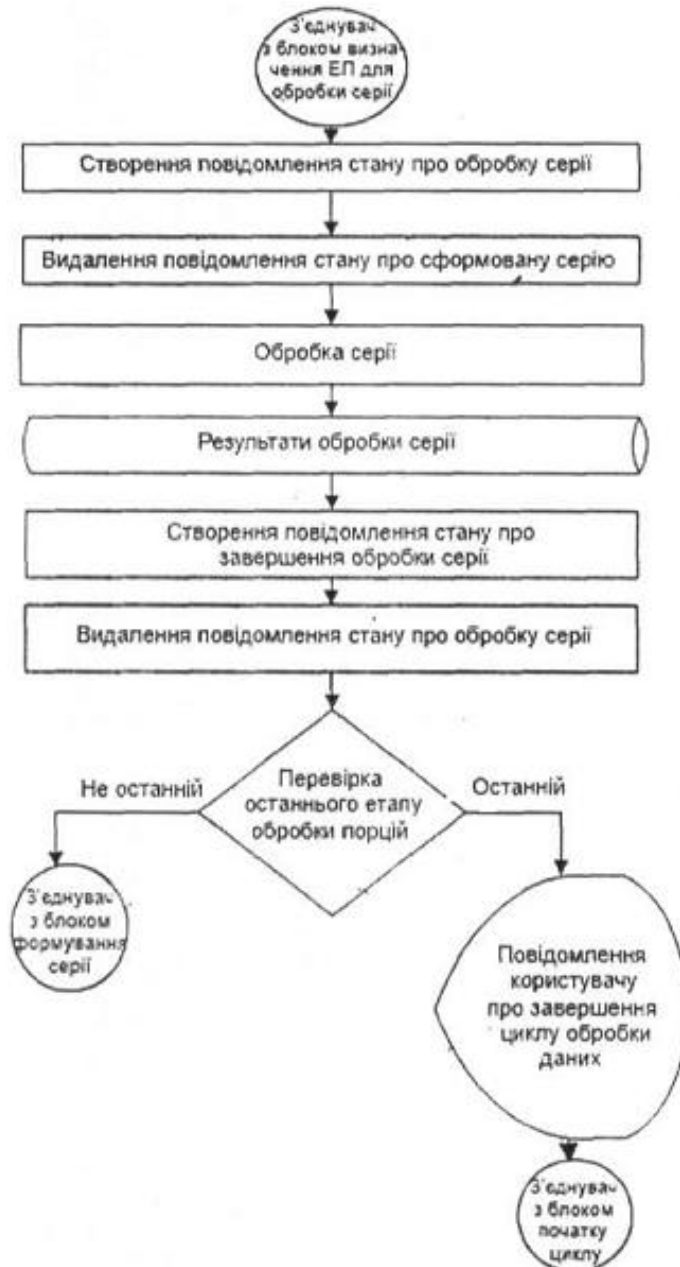 З'єднувач
з блоком визна-
чення ЕП для
обробки серії
Створення повідомлення стану про обробку серії
Видалення повідомлення стану про сформовану серію
Обробка серії
Результати обробки серії
Створення повідомлення стану про
завершення обробки серії
Видалення повідомлення стану про обробку серії
Перевірка
останнього етапу
обробки порцій
Не останній
Останній
З'єднувач
з блоком
формування
серії
Повідомлення
користувачу
про завершення
циклу обробки
даних
З'єднувач
з блоком
початку
циклу